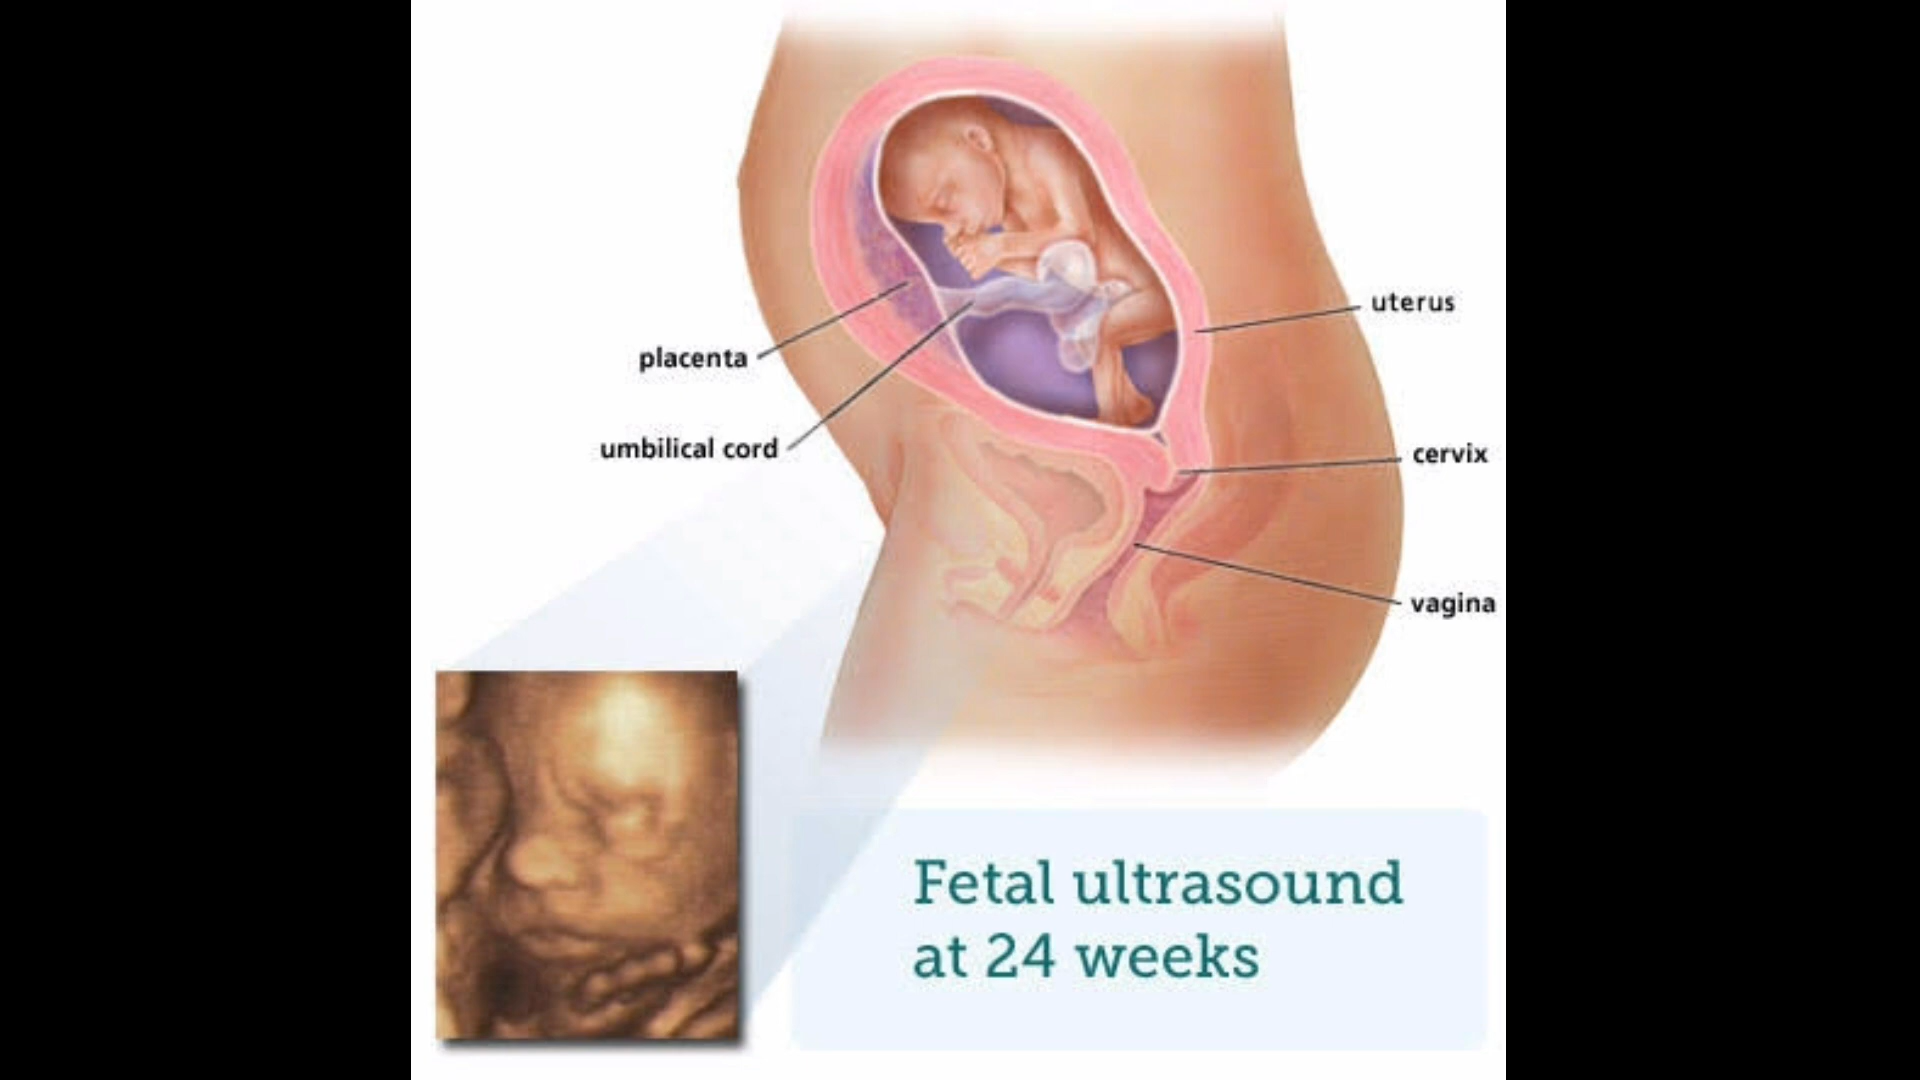 uterus
placenta
umbilical cord
cervix
vagina
Fetal ultrasound
at 24 weeks